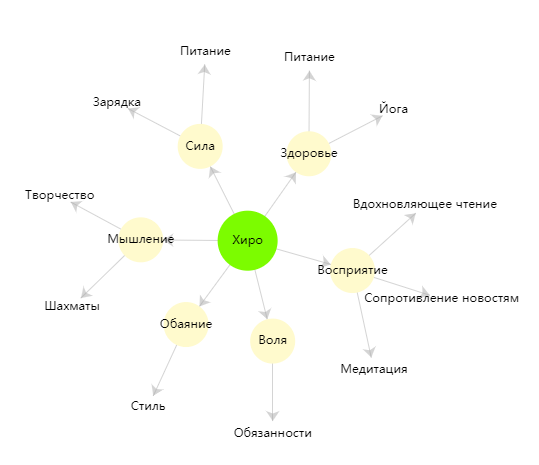 Питание
Питание
Зарядка
Йога
Сила
Здоровье
Творчество
Вдохновляющее чтение
Мышление
Хиро
Восприятие
Сопротивление новостям
Шахматы
Обаяние
Воля
Медитация
Стиль
Обязанности